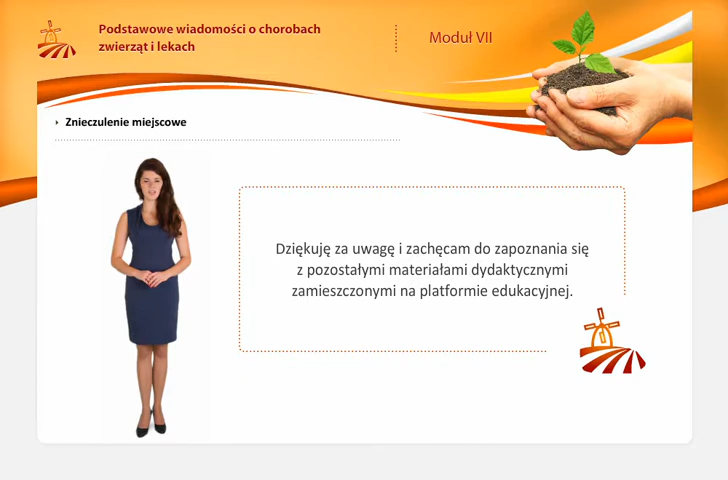 Podstawowe wiadomości o chorobach
zwierząt i lekach
Moduł VII
Znieczulenie miejscowe
Dziękuję za uwagę i zachęcam do zapoznania się
z pozostałymi materiałami dydaktycznymi
zamieszczonymi na platformie edukacyjnej.